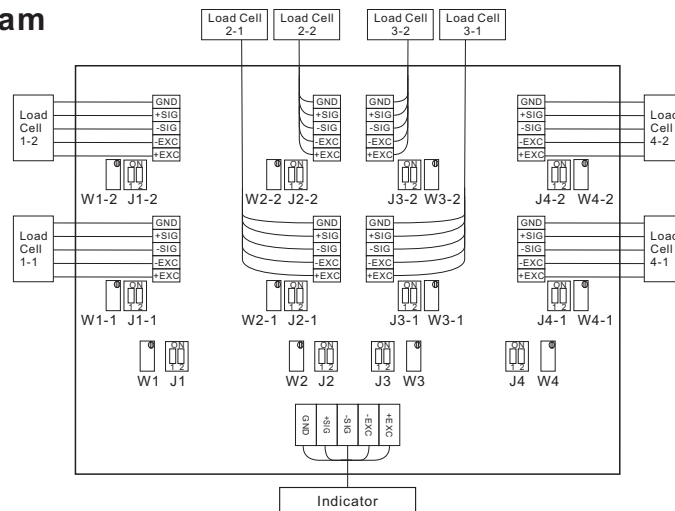 am
Load Cell 2-1
Load Cell 2-2
Load Cell 3-2
Load Cell 3-1
Load Cell 1-2
GND
+SIG
-SIG
-EXC
+EXC
GND
+SIG
-SIG
-EXC
+EXC
GND
+SIG
-SIG
-EXC
+EXC
GND
+SIG
-SIG
-EXC
+EXC
Load Cell 4-2
ON
1 2
W1-2 J1-2
ON
1 2
W2-2 J2-2
ON
1 2
J3-2 W3-2
ON
1 2
J4-2 W4-2
Load Cell 1-1
GND
+SIG
-SIG
-EXC
+EXC
GND
+SIG
-SIG
-EXC
+EXC
GND
+SIG
-SIG
-EXC
+EXC
GND
+SIG
-SIG
-EXC
+EXC
Load Cell 4-1
ON
1 2
W1-1 J1-1
ON
1 2
W2-1 J2-1
ON
1 2
J3-1 W3-1
ON
1 2
J4-1 W4-1
ON
1 2
W1 J1
ON
1 2
W2 J2
ON
1 2
J3 W3
ON
1 2
J4 W4
GND
+SIG
-SIG
-EXC
+EXC
Indicator